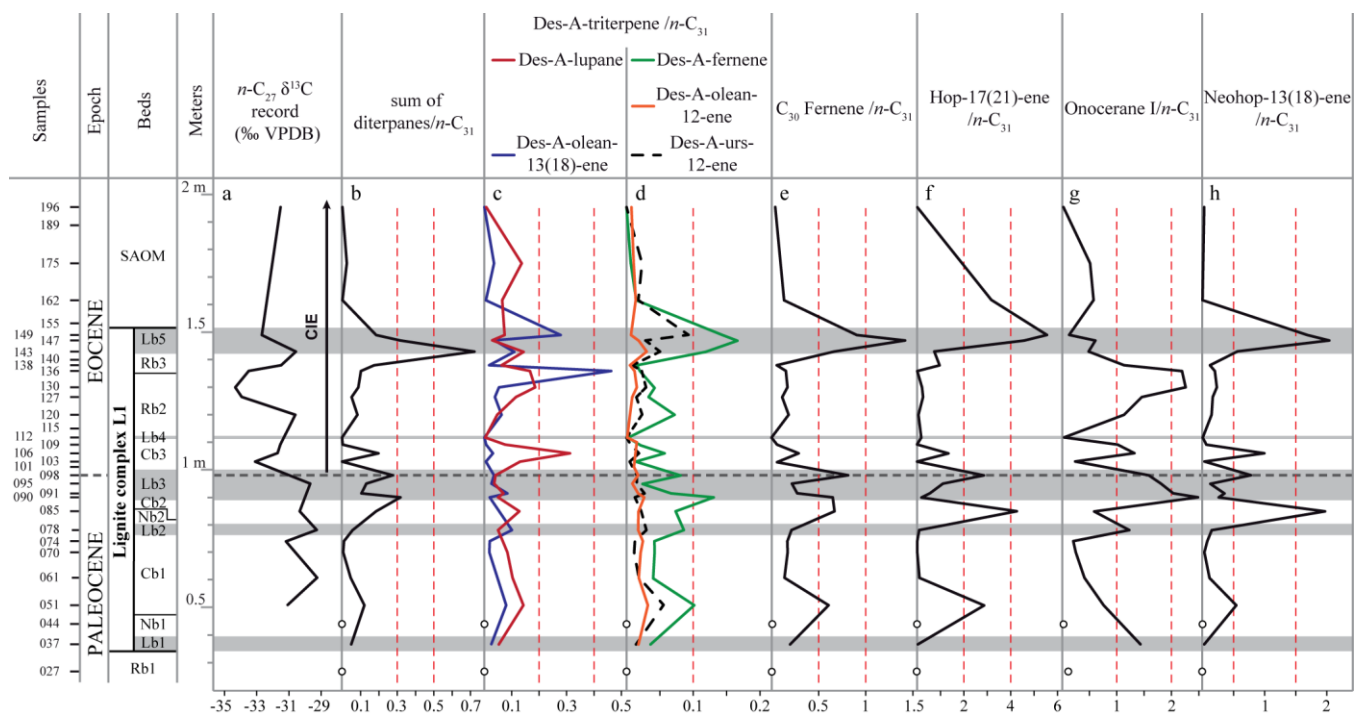 Des-A-triterpene /n-C31
Des-A-lupane
Des-A-fernene
Des-A-olean-
12-ene
Des-A-olean-
13(18)-ene
Des-A-urs-
12-ene
Samples
Epoch
Beds
Meters
n-C27 δ13C
record
(‰ VPDB)
sum of
diterpanes/n-C31
C30 Fernene /n-C31
Hop-17(21)-ene
/n-C31
Onocerane I/n-C31
Neohop-13(18)-ene
/n-C31
a
b
c
d
e
f
g
h
196
189
175
162
155
149
147
143
140
138
136
130
127
120
115
112
109
106
103
101
098
095
091
090
085
078
074
070
061
051
044
037
027
EOCENE
PALEOCENE
Lignite complex L1
SAOM
Lb5
Rb3
Rb2
Lb4
Cb3
Lb3
Cb2
Nb2
Lb2
Cb1
Nb1
Lb1
Rb1
2 m
1.5 m
1 m
0.5 m
CIE
-35 -33 -31 -29
0.1 0.3 0.5 0.7
0.1 0.3 0.5
0.1 0.2
0.5 1 1.5
2 4 6
1 2
1 2